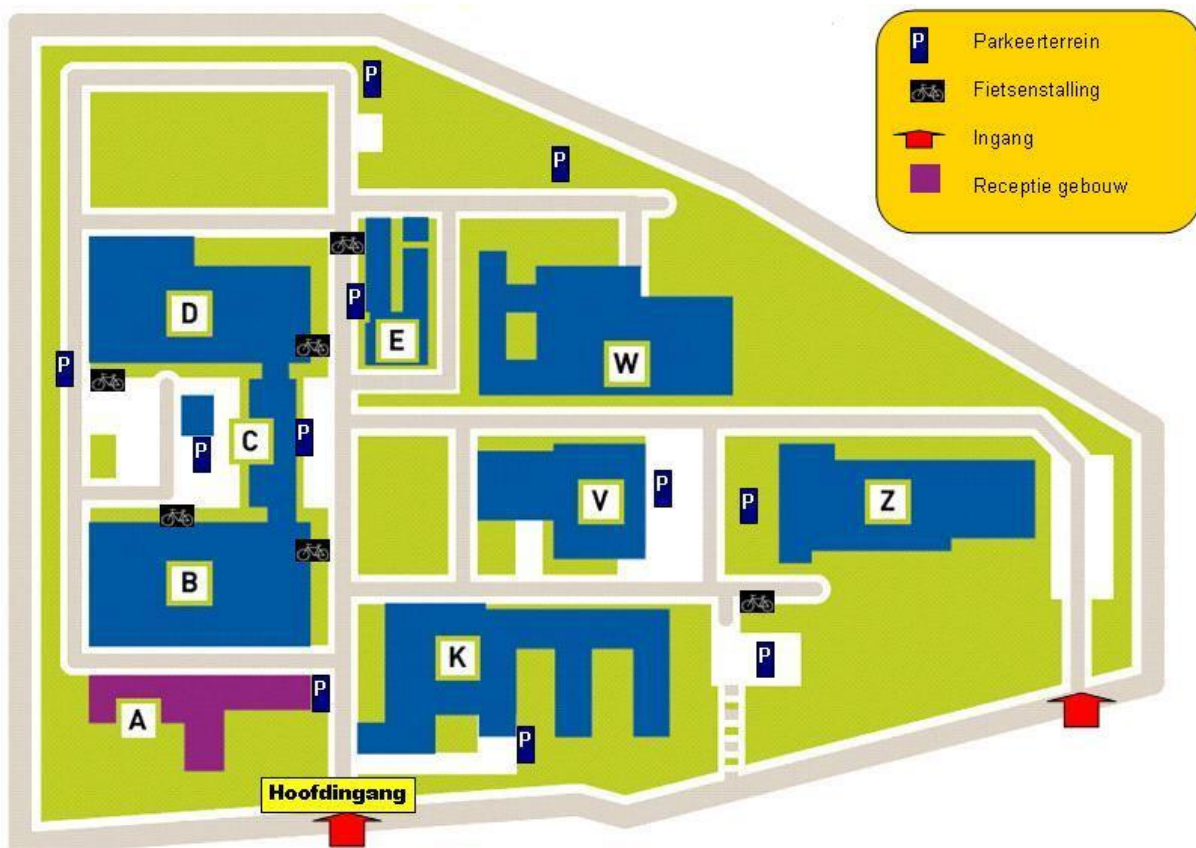 P Parkeerterrein
Fietsenstalling
Ingang
Receptie gebouw
P
P
D
P
E
W
P
C
P
P
V
P
P
Z
B
K
P
A
P
P
Hoofdingang